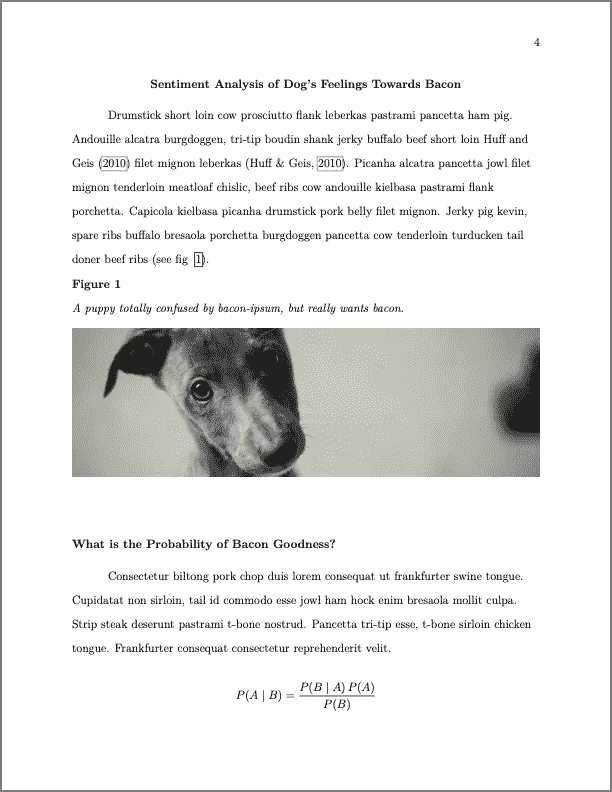 4
Sentiment Analysis of Dog's Feelings Towards Bacon
Drumstick short loin cow prosciutto flank leberkas pastrami pancetta ham pig.
Andouille alcatra burgdoggen, tri-tip boudin shank jerky buffalo beef short loin Huff and
Geis (2010) filet mignon leberkas (Huff & Geis, 2010). Picanha alcatra pancetta jowl filet
mignon tenderloin meatloaf chislic, beef ribs cow andouille kielbasa pastrami flank
porchetta. Capicola kielbasa picanha drumstick pork belly filet mignon. Jerky pig kevin,
spare ribs buffalo bresaola porchetta burgdoggen pancetta cow tenderloin turducken tail
doner beef ribs (see fig 1).
Figure 1
A puppy totally confused by bacon-ipsum, but really wants bacon.
What is the Probability of Bacon Goodness?
Consectetur biltong pork chop duis lorem consequat ut frankfurter swine tongue.
Cupidatat non sirloin, tail id commodo esse jowl ham hock enim bresaola mollit culpa.
Strip steak deserunt pastrami t-bone nostrud. Pancetta tri-tip esse, t-bone sirloin chicken
tongue. Frankfurter consequat consectetur reprehenderit velit.
P(A | B) = P(B | A) P(A) / P(B)